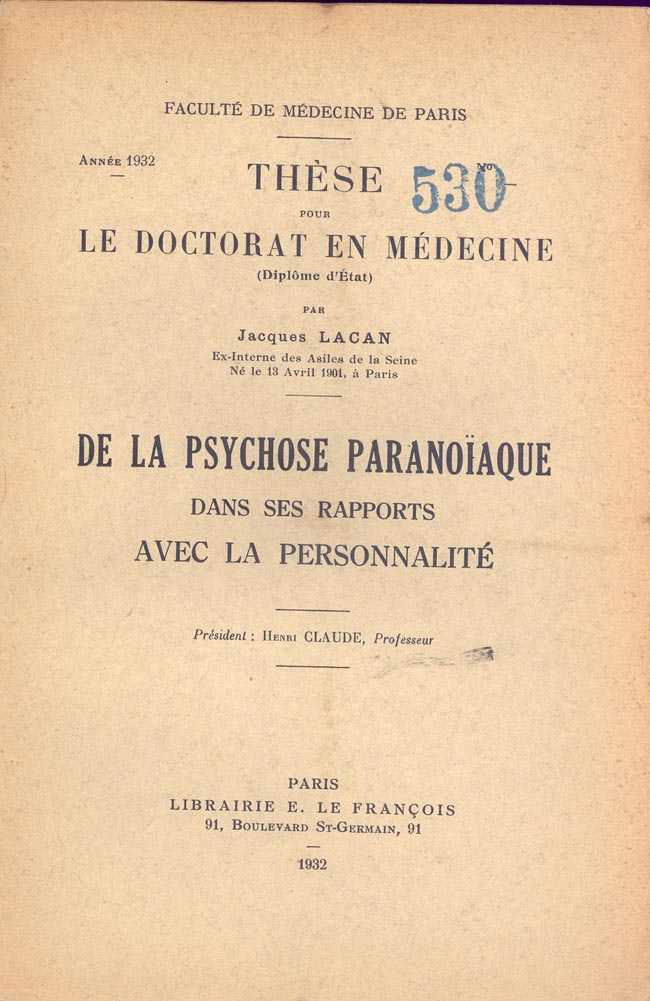 FACULTÉ DE MÉDECINE DE PARIS
ANNÉE 1932
THÈSE
No
530
POUR
LE DOCTORAT EN MÉDECINE
(Diplôme d'État)
PAR
Jacques LACAN
Ex-Interne des Asiles de la Seine
Né le 13 Avril 1901, à Paris
DE LA PSYCHOSE PARANOÏAQUE
DANS SES RAPPORTS
AVEC LA PERSONNALITÉ
Président : HENRI CLAUDE, Professeur
PARIS
LIBRAIRIE E. LE FRANÇOIS
91, BOULEVARD ST-GERMAIN, 91
1932